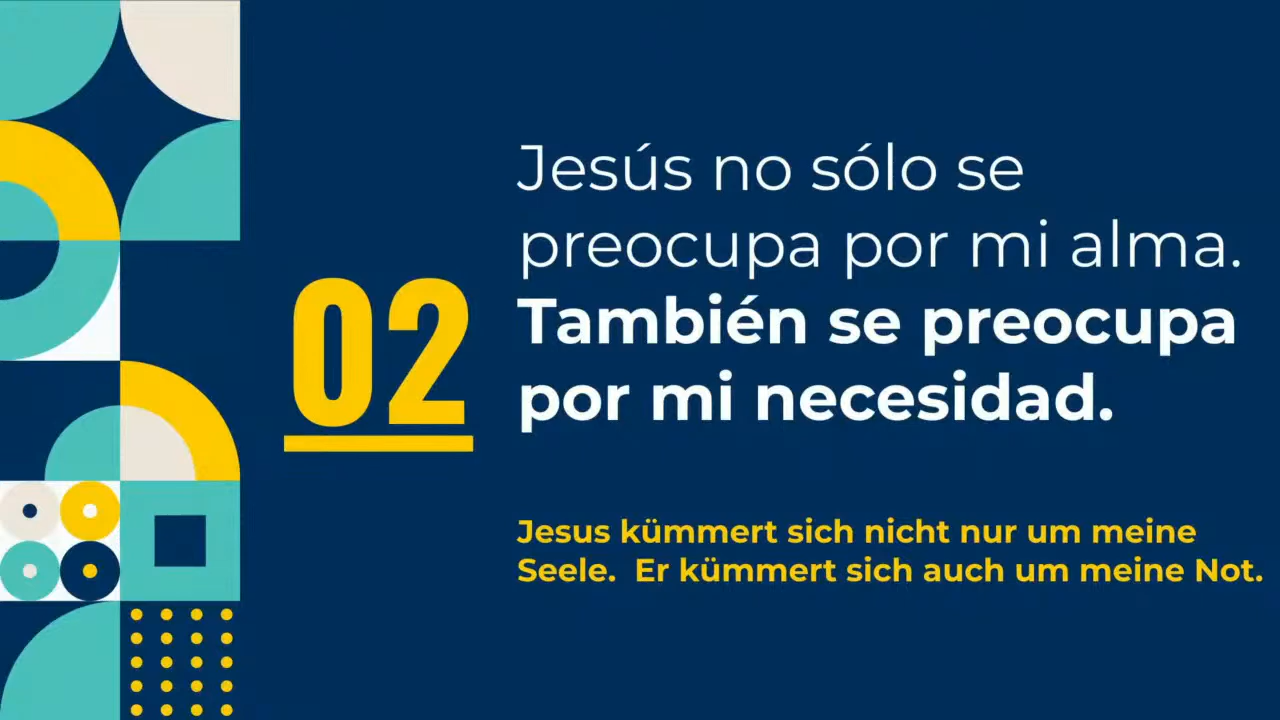 02
Jesús no sólo se
preocupa por mi alma.
También se preocupa
por mi necesidad.
Jesus kümmert sich nicht nur um meine
Seele.  Er kümmert sich auch um meine Not.